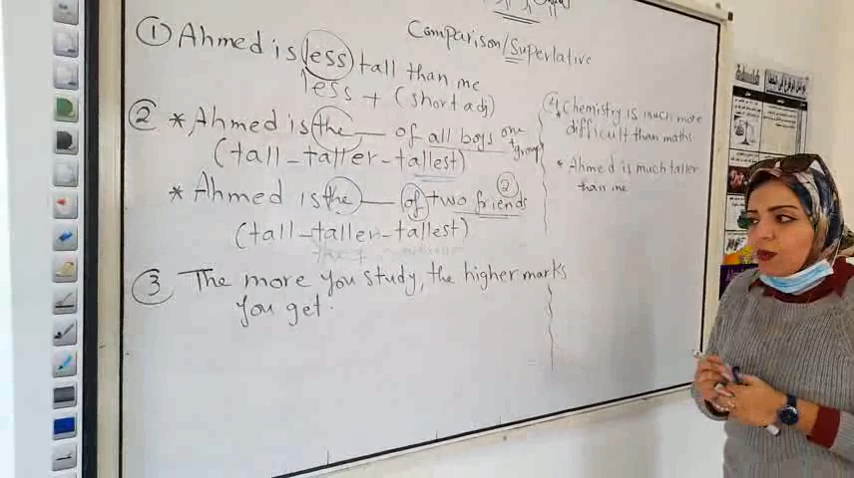 Comparison/Superlative
① Ahmed is less tall than me
less + (short adj)
② * Ahmed is the — of all boys one group
(tall - taller - tallest)
* Ahmed is the — of two friends ②
(tall - taller - tallest)
③ The more you study, the higher marks
you get.
④ Chemistry is much more
difficult than maths
* Ahmed is much taller
than me